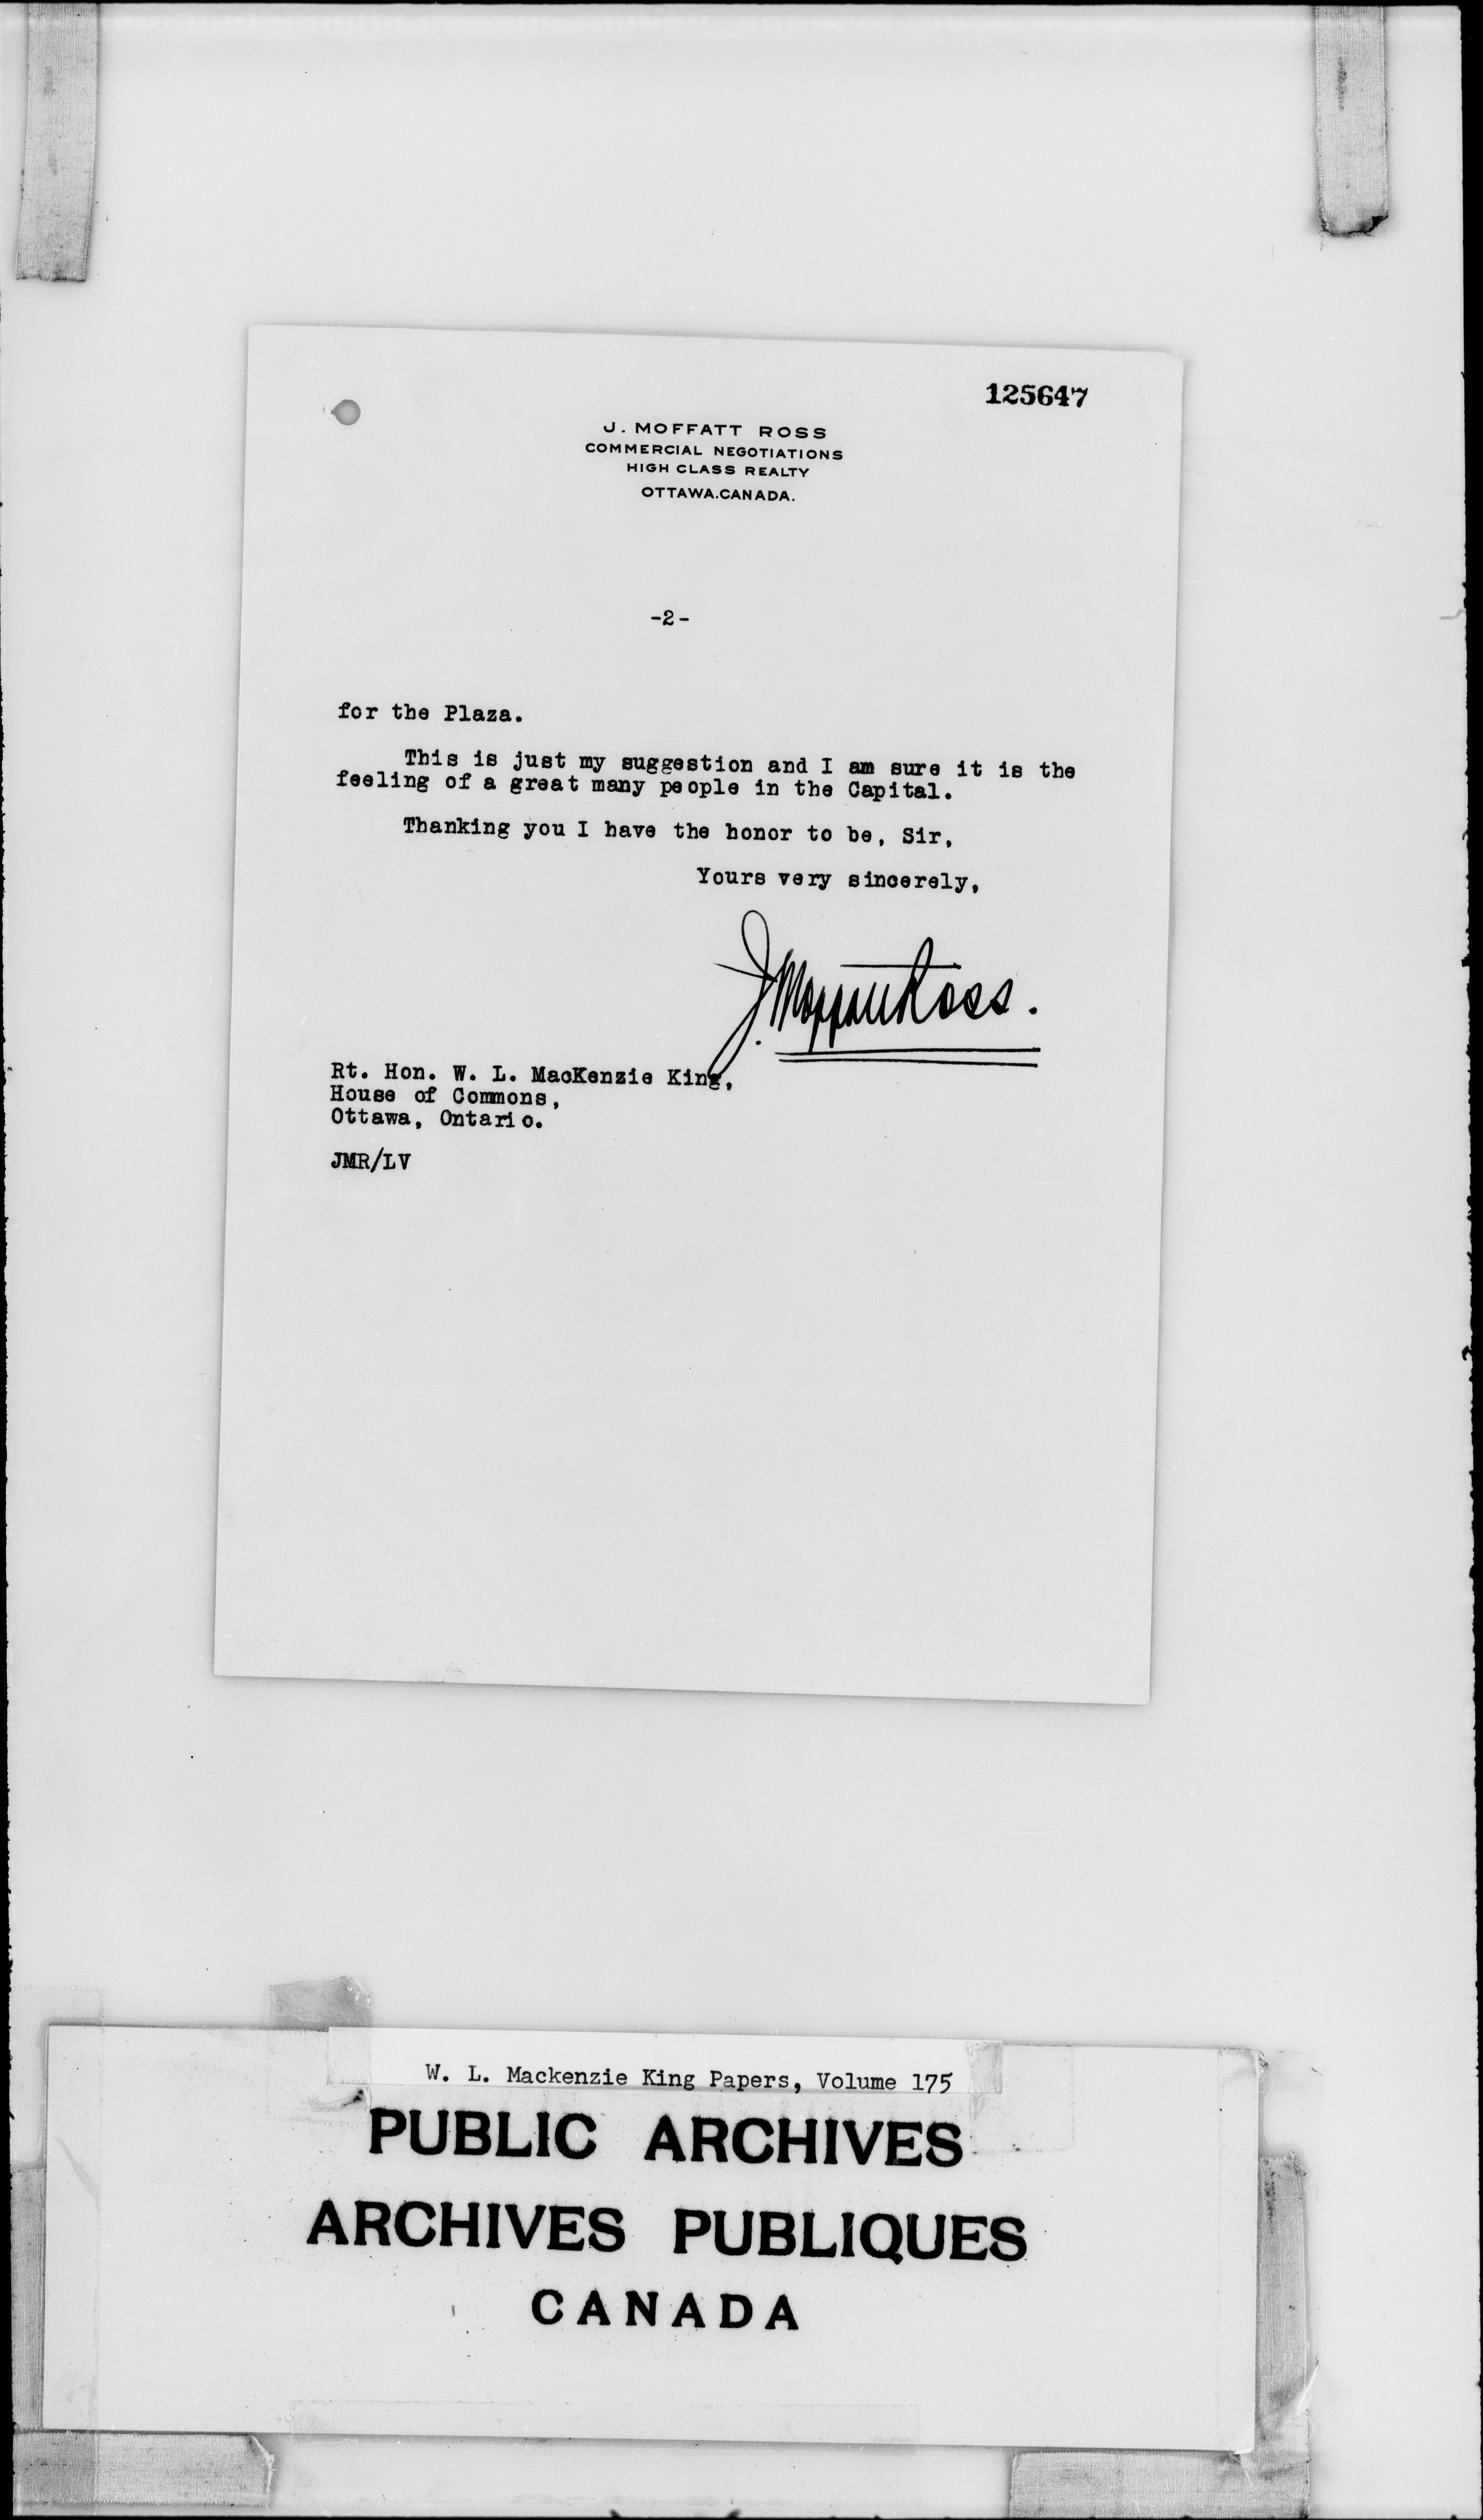 125647
J. MOFFATT ROSS
COMMERCIAL NEGOTIATIONS
HIGH CLASS REALTY
OTTAWA.CANADA.
-2-
for the Plaza.
This is just my suggestion and I am sure it is the
feeling of a great many people in the Capital.
Thanking you I have the honor to be, Sir,
Yours very sincerely,
J. Moffatt Ross.
Rt. Hon. W. L. MacKenzie King,
House of Commons,
Ottawa, Ontario.
JMR/LV
W. L. Mackenzie King Papers, Volume 175
PUBLIC ARCHIVES
ARCHIVES PUBLIQUES
CANADA